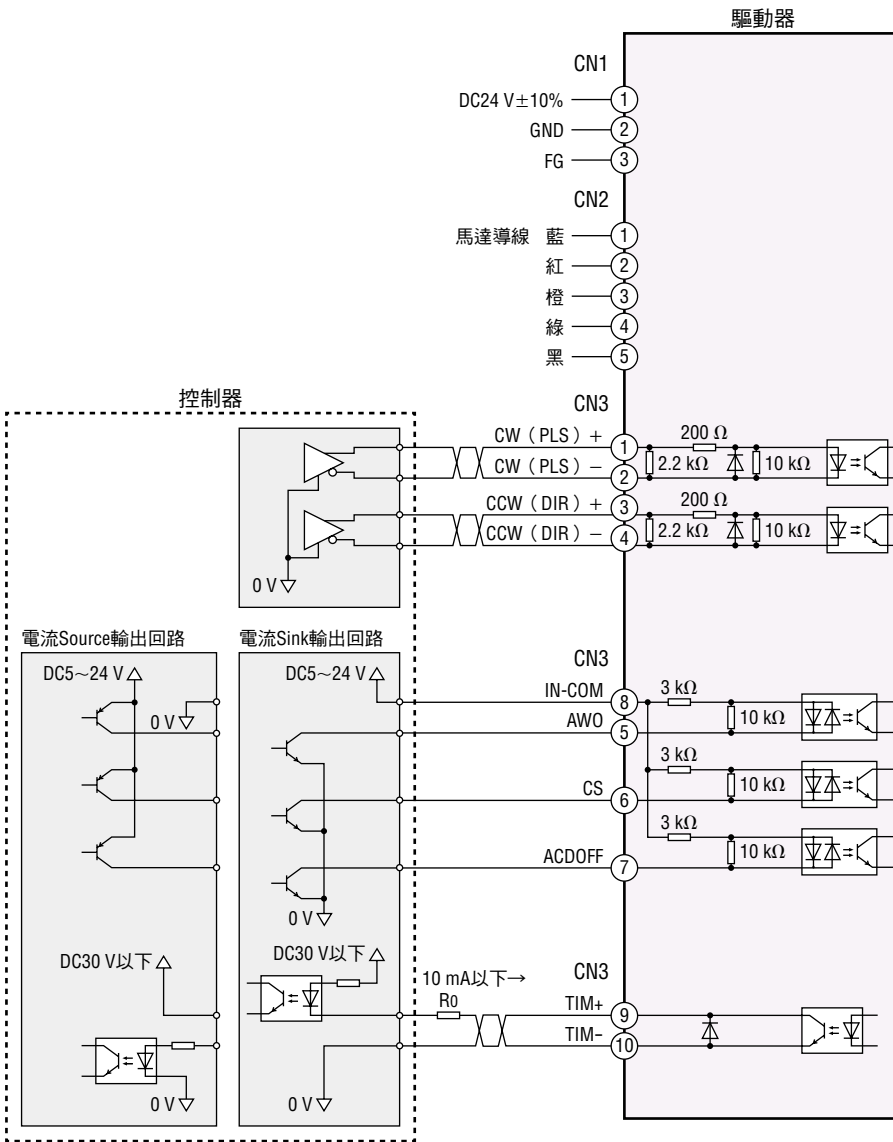 驅動器
CN1
DC24 V±10% 1
GND 2
FG 3
CN2
馬達導線 藍 1
紅 2
橙 3
綠 4
黑 5
控制器
CN3
CW（PLS）+ 1 200 Ω
CW（PLS）− 2 2.2 kΩ 10 kΩ
CCW（DIR）+ 3 200 Ω
CCW（DIR）− 4 2.2 kΩ 10 kΩ
0 V
電流Source輸出回路
電流Sink輸出回路
CN3
DC5~24 V
DC5~24 V
IN-COM 8 3 kΩ
0 V
AWO 5 10 kΩ
3 kΩ
CS 6 10 kΩ
3 kΩ
ACDOFF 7 10 kΩ
0 V
DC30 V以下
DC30 V以下
10 mA以下→
CN3
R0
TIM+ 9
TIM− 10
0 V
0 V